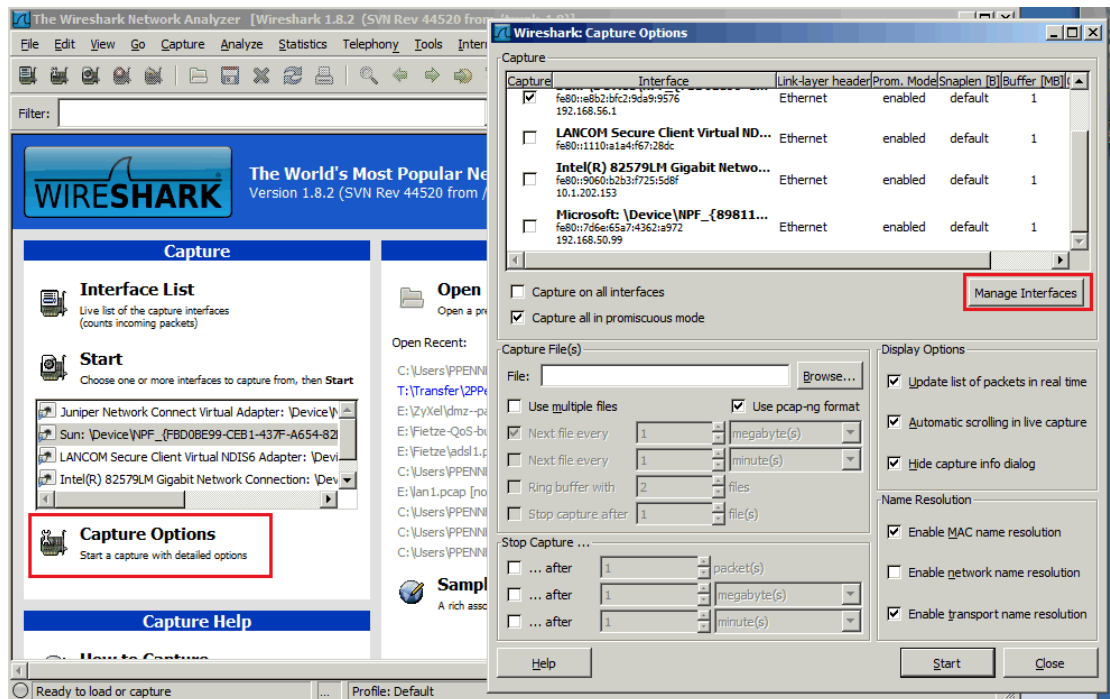 The Wireshark Network Analyzer [Wireshark 1.8.2 (SVN Rev 44520 from
File Edit View Go Capture Analyze Statistics Telephony Tools
Filter:
WIRESHARK
The World's Most Popular
Version 1.8.2 (SVN Rev 44520 from /
Capture
Interface List
Live list of the capture interfaces
(counts incoming packets)
Start
Choose one or more interfaces to capture from, then Start
Juniper Network Connect Virtual Adapter: \Device\
Sun: \Device\NPF_{FBD0BE99-CEB1-437F-A654-82
LANCOM Secure Client Virtual NDIS6 Adapter: \Devi
Intel(R) 82579LM Gigabit Network Connection: \Dev
Capture Options
Start a capture with detailed options
Capture Help
How to Capture
Open
Open a pre
Open Recent:
C:\Users\PPENN
T:\Transfer\2PPe
E:\ZyXel\dmz--pa
E:\Fietze-QoS-bu
E:\Fietze\adsl1.p
C:\Users\PPENN
E:\lan1.pcap [no
C:\Users\PPENN
C:\Users\PPENN
C:\Users\PPENN
Sampl
A rich asso
Ready to load or capture
...
Profile: Default
Wireshark: Capture Options
Capture
Capture Interface Link-layer header Prom. Mode Snaplen [B] Buffer [MB]
fe80::e8b2:bfc2:9da9:9576 Ethernet enabled default 1
192.168.56.1
LANCOM Secure Client Virtual ND... Ethernet enabled default 1
fe80::1110:a1a4:f67:28dc
Intel(R) 82579LM Gigabit Netwo... Ethernet enabled default 1
fe80::9060:b2b3:f725:5d8f
10.1.202.153
Microsoft: \Device\NPF_{89811... Ethernet enabled default 1
fe80::7d6e:65a7:4362:a972
192.168.50.99
Capture on all interfaces
Manage Interfaces
Capture all in promiscuous mode
Capture File(s)
File: Browse...
Use multiple files Use pcap-ng format
Next file every 1 megabyte(s)
Next file every 1 minute(s)
Ring buffer with 2 files
Stop capture after 1 file(s)
Stop Capture ...
... after 1 packet(s)
... after 1 megabyte(s)
... after 1 minute(s)
Display Options
Update list of packets in real time
Automatic scrolling in live capture
Hide capture info dialog
Name Resolution
Enable MAC name resolution
Enable network name resolution
Enable transport name resolution
Help Start Close